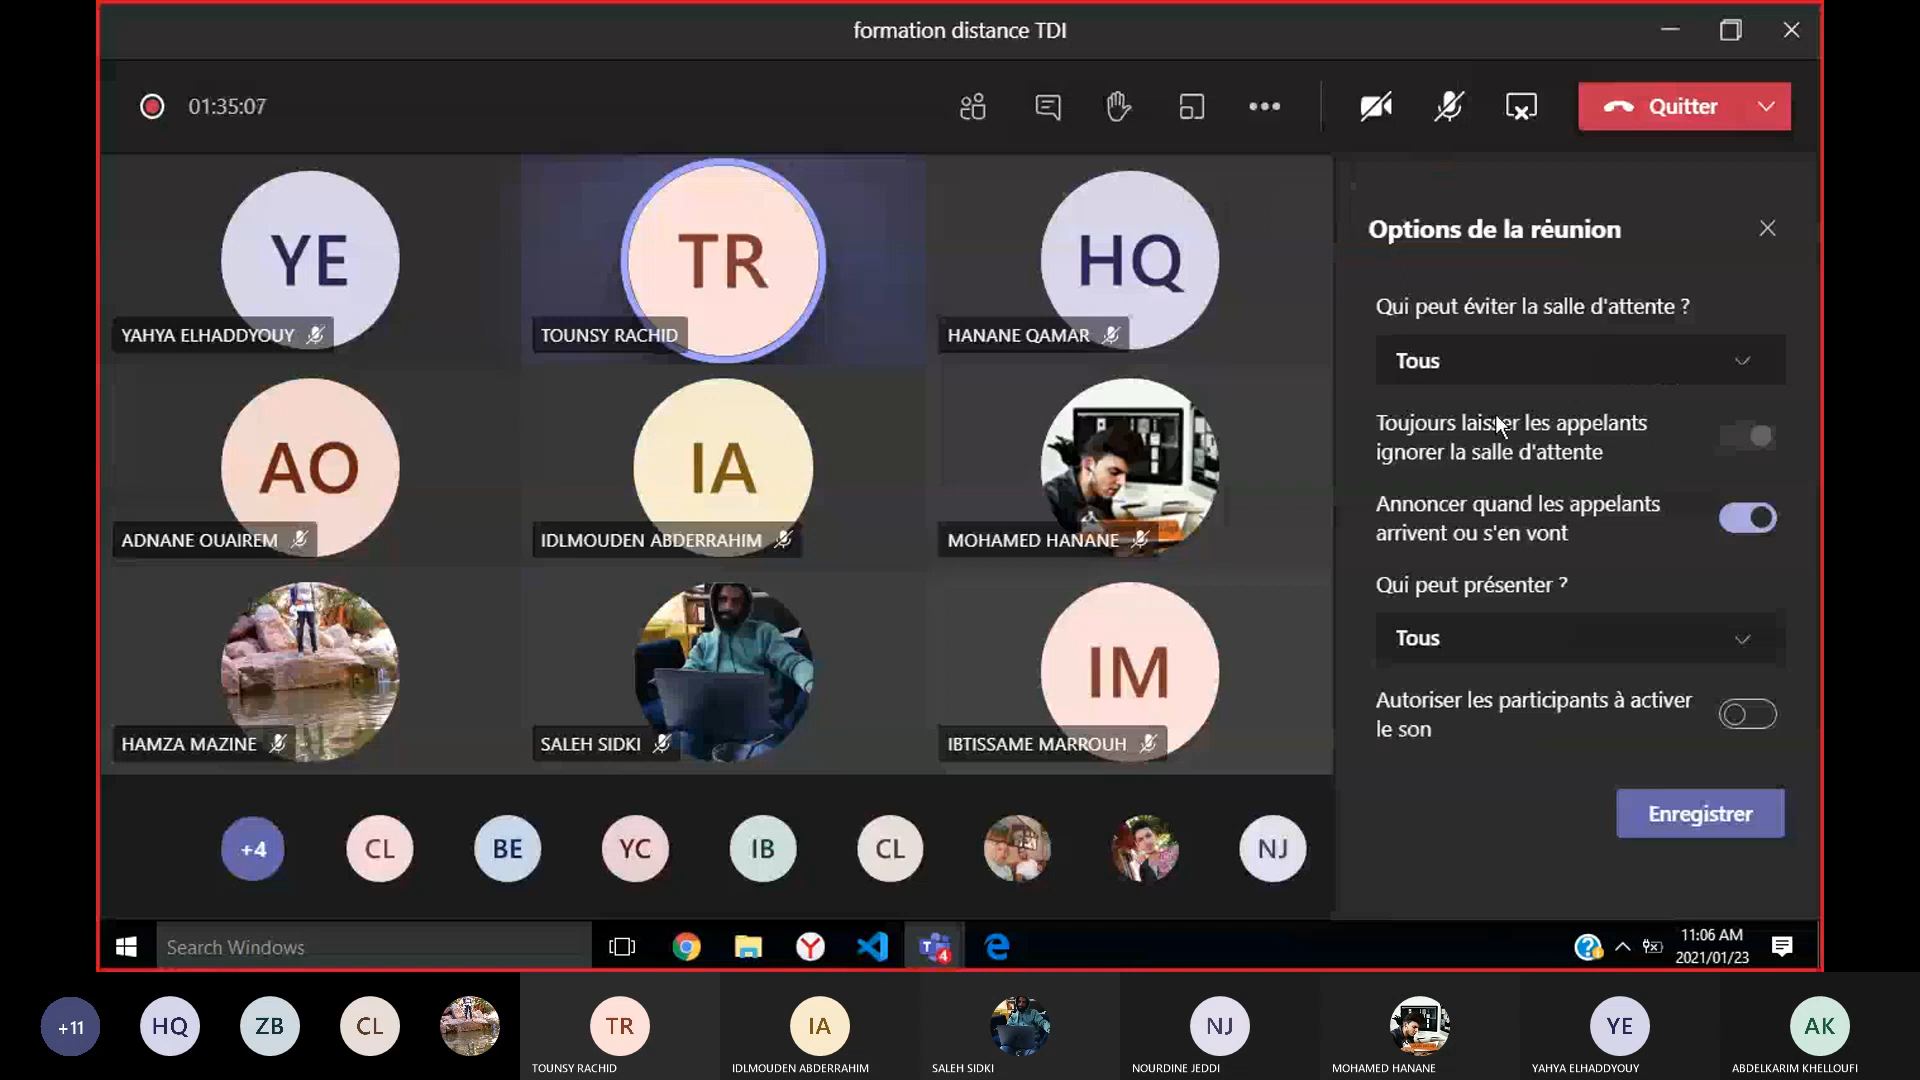 formation distance TDI
01:35:07
Quitter
YE
YAHYA ELHADDYOUY
TR
TOUNSY RACHID
HQ
HANANE QAMAR
AO
ADNANE OUAIREM
IA
IDLMOUDEN ABDERRAHIM
MOHAMED HANANE
HAMZA MAZINE
SALEH SIDKI
IM
IBTISSAME MARROUH
+4
CL
BE
YC
IB
CL
NJ
Options de la réunion
Qui peut éviter la salle d'attente ?
Tous
Toujours laisser les appelants
ignorer la salle d'attente
Annoncer quand les appelants
arrivent ou s'en vont
Qui peut présenter ?
Tous
Autoriser les participants à activer
le son
Enregistrer
Search Windows
4
11:06 AM
2021/01/23
+11
HQ
ZB
CL
TR
TOUNSY RACHID
IA
IDLMOUDEN ABDERRAHIM
SALEH SIDKI
NJ
NOURDINE JEDDI
MOHAMED HANANE
YE
YAHYA ELHADDYOUY
AK
ABDELKARIM KHELLOUFI